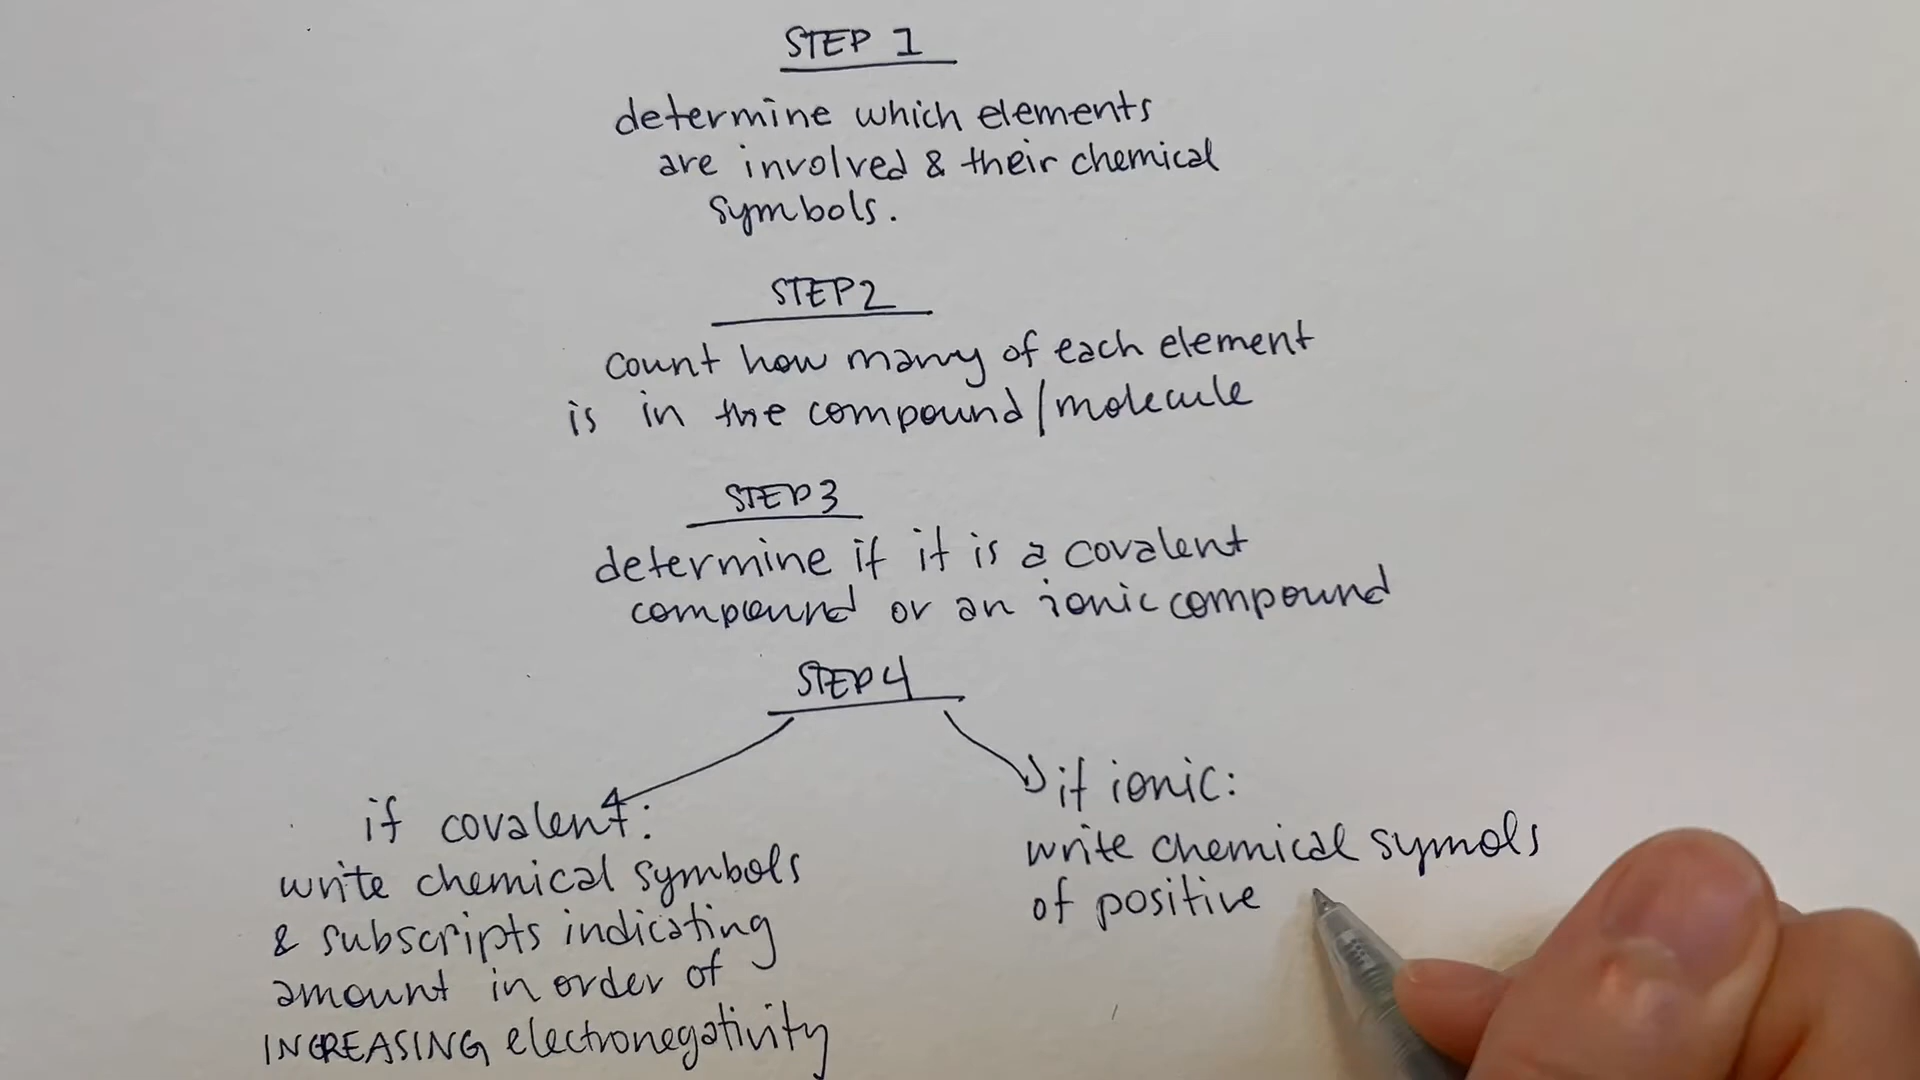 STEP 1
determine which elements
are involved & their chemical
symbols.
STEP 2
count how many of each element
is in the compound/molecule
STEP 3
determine if it is a covalent
compound or an ionic compound
STEP 4
if covalent:
write chemical symbols
& subscripts indicating
amount in order of
INCREASING electronegativity
if ionic:
write chemical symols
of positive